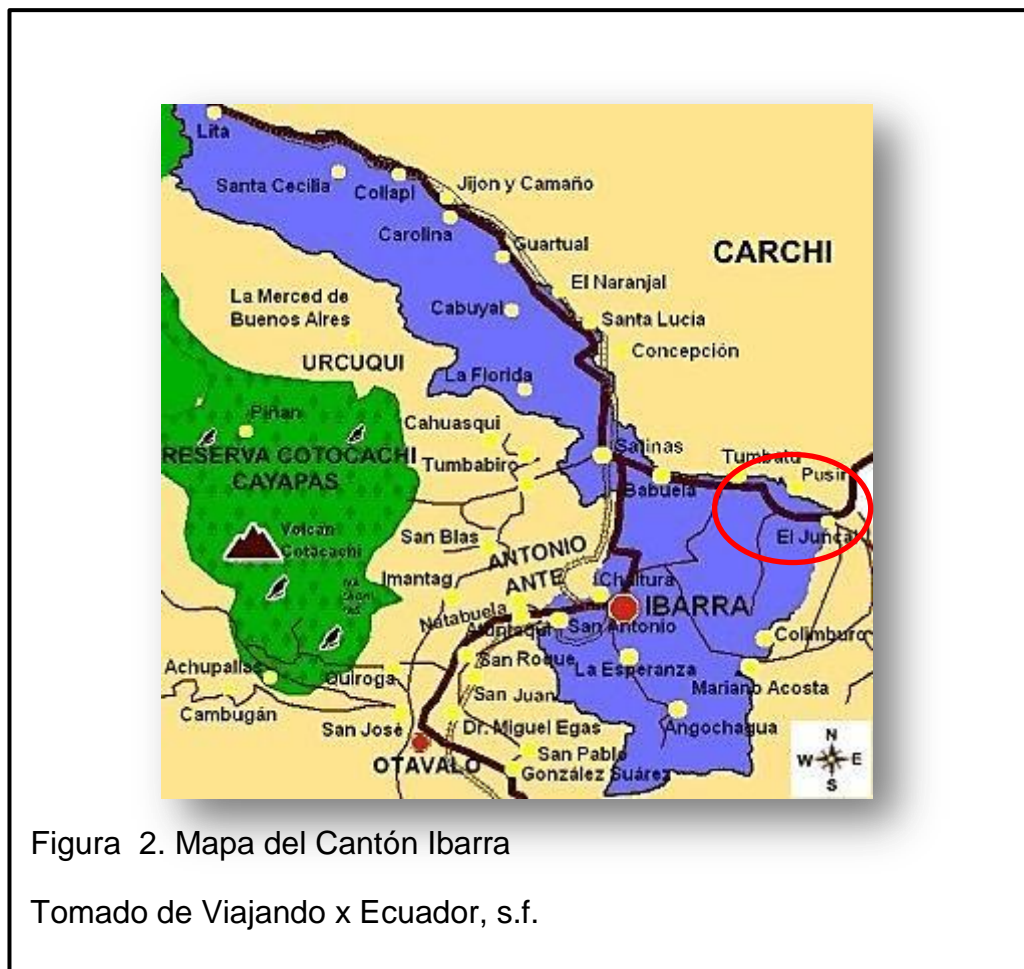 Lita
Santa Cecilia
Collapi
Jijon y Camaño
Carolina
Guartual
CARCHI
El Naranjal
La Merced de
Buenos Aires
Cabuyal
Santa Lucia
URCUQUI
Concepción
La Florida
Piñan
Cahuasqui
RESERVA COTOCACHI
CAYAPAS
Salinas
Tumbabiro
Tumbatu
Pusir
Babuela
El Juncal
Volcán
Cotacachi
San Blas
ANTONIO
ANTE
Imantag
Chaltura
Natabuela
IBARRA
Atuntaqui
San Antonio
Colimburo
San Roque
La Esperanza
Achupallas
Quiroga
Mariano Acosta
San Juan
Cambugán
San José
Dr. Miguel Egas
Angochagua
N
W E
S
OTAVALO
San Pablo
González Suárez
Figura 2. Mapa del Cantón Ibarra
Tomado de Viajando x Ecuador, s.f.